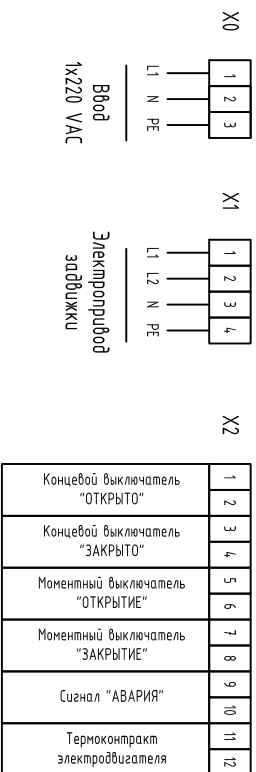 X0
1
2
3
L1
N
PE
Ввод
1x220 VAC
X1
1
2
3
4
L1
L2
N
PE
Электропривод
задвижки
X2
1
2
Концевой выключатель
"ОТКРЫТО"
3
4
Концевой выключатель
"ЗАКРЫТО"
5
6
Моментный выключатель
"ОТКРЫТИЕ"
7
8
Моментный выключатель
"ЗАКРЫТИЕ"
9
10
Сигнал "АВАРИЯ"
11
12
Термоконтракт
электродвигателя